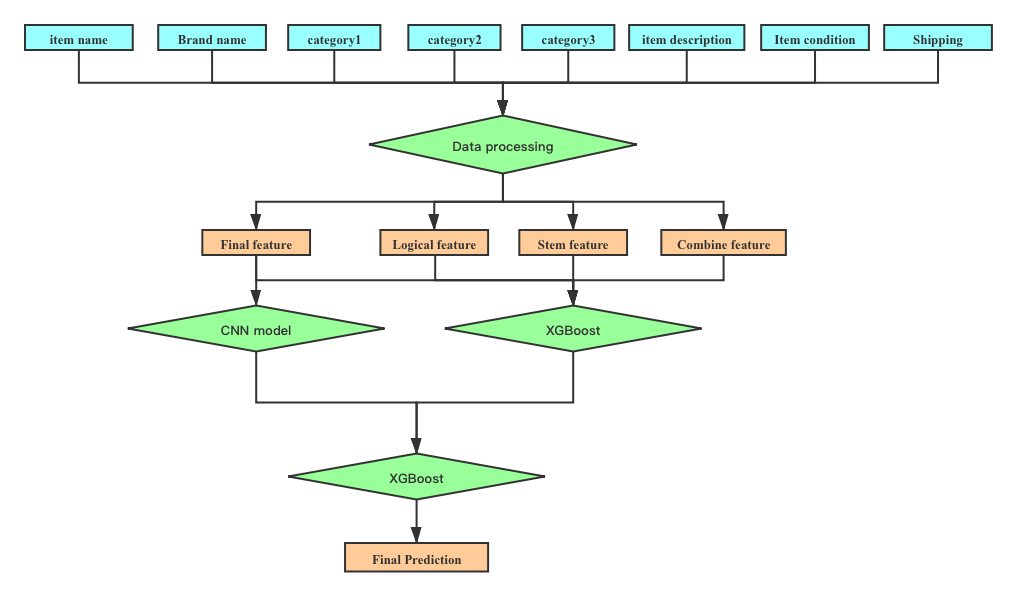 item name
Brand name
category1
category2
category3
item description
Item condition
Shipping
Data processing
Final feature
Logical feature
Stem feature
Combine feature
CNN model
XGBoost
XGBoost
Final Prediction